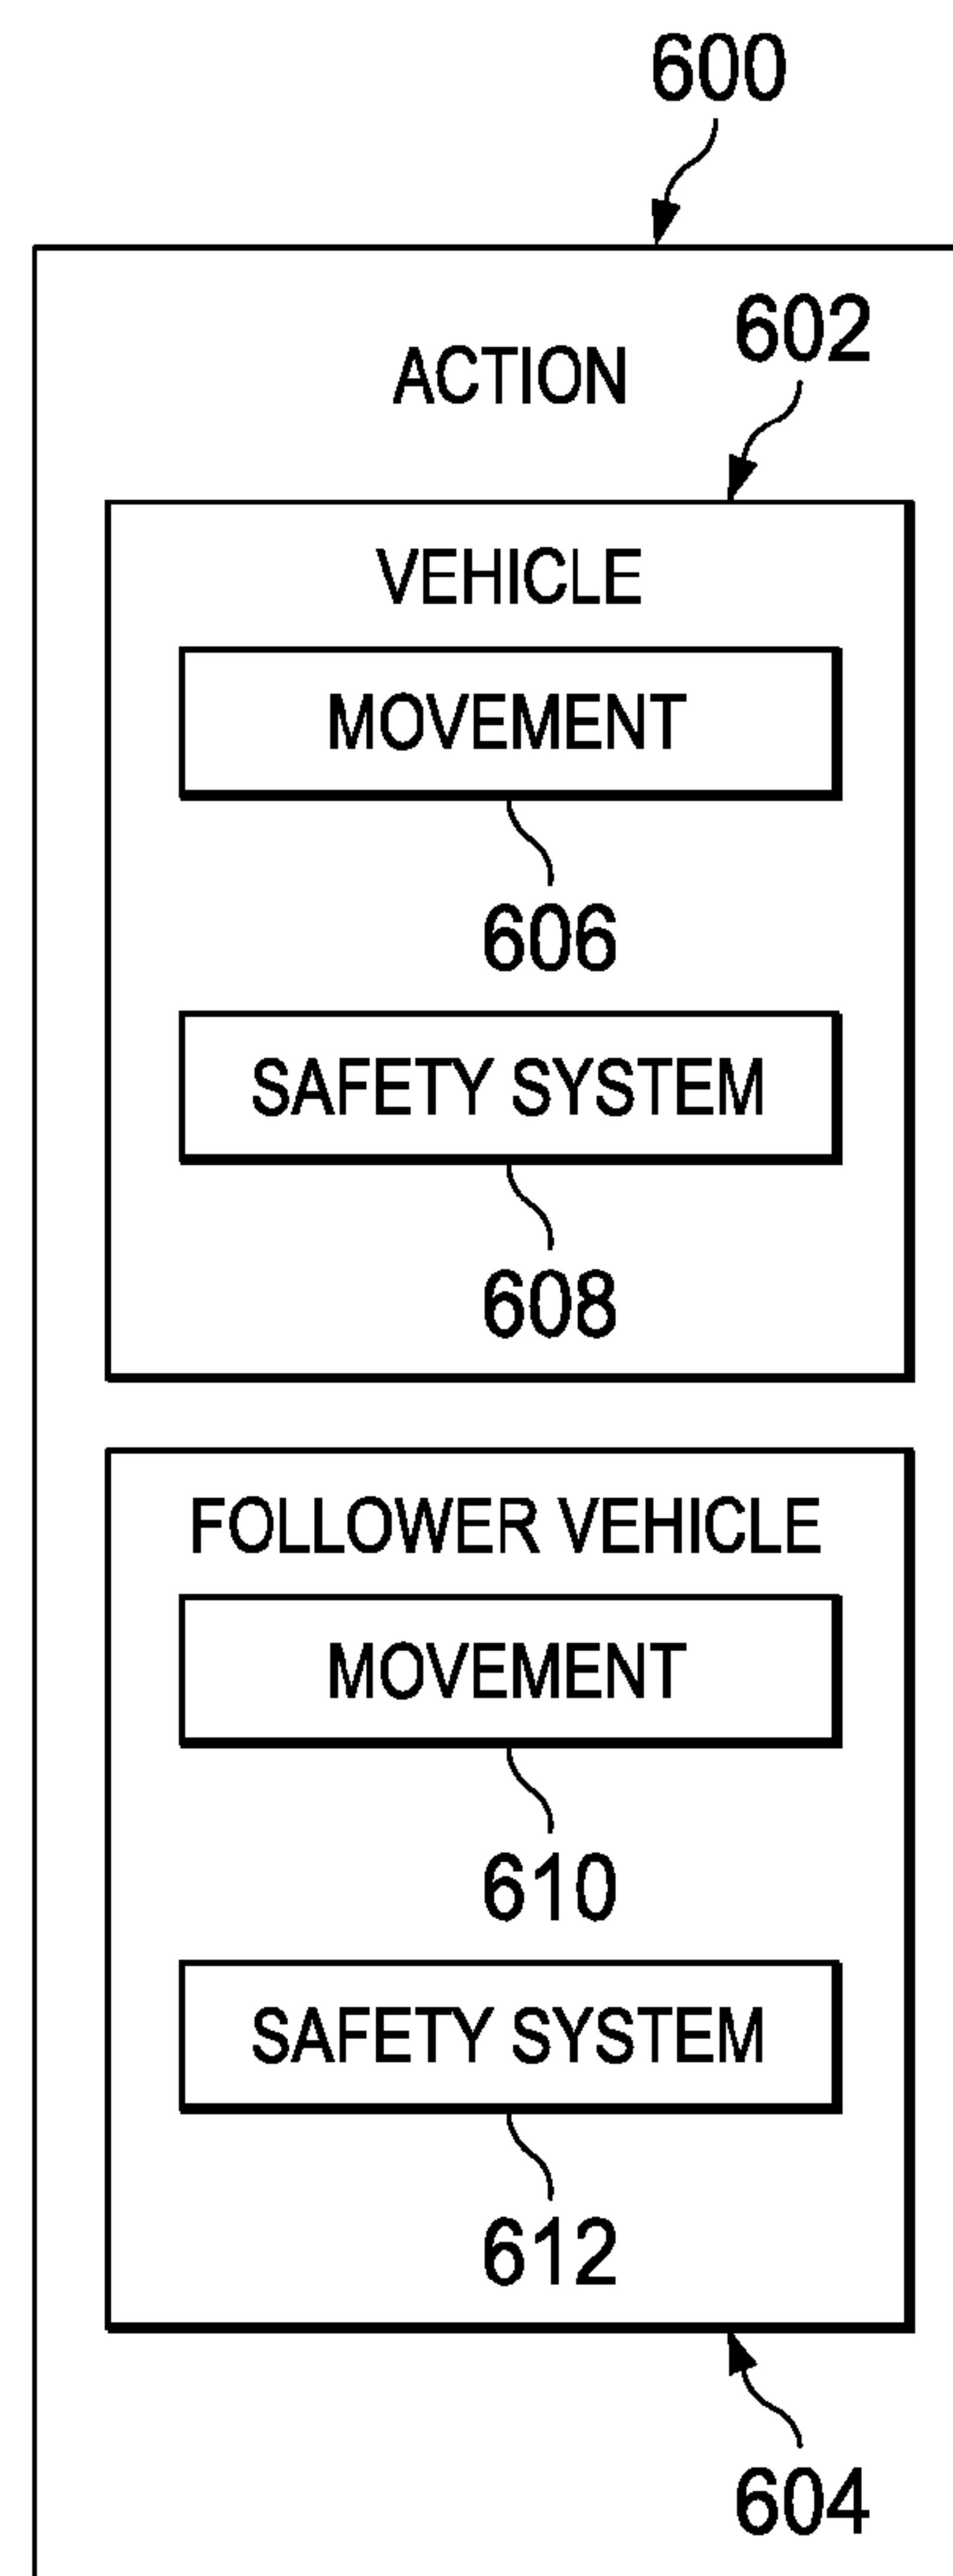 600
602
ACTION
VEHICLE
MOVEMENT
606
SAFETY SYSTEM
608
FOLLOWER VEHICLE
MOVEMENT
610
SAFETY SYSTEM
612
604